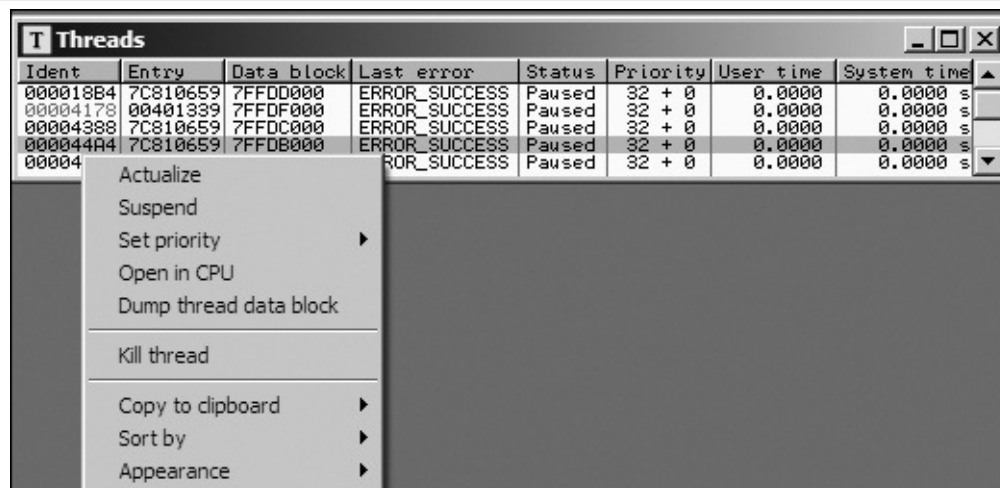 T Threads
Ident Entry Data block Last error Status Priority User time System time
000018B4 7C810659 7FFDD000 ERROR_SUCCESS Paused 32 + 0 0.0000 0.0000 s
00004178 00401339 7FFDF000 ERROR_SUCCESS Paused 32 + 0 0.0000 0.0000 s
00004388 7C810659 7FFDC000 ERROR_SUCCESS Paused 32 + 0 0.0000 0.0000 s
000044A4 7C810659 7FFDB000 ERROR_SUCCESS Paused 32 + 0 0.0000 0.0000 s
00004 ROR_SUCCESS Paused 32 + 0 0.0000 0.0000 s
Actualize
Suspend
Set priority
Open in CPU
Dump thread data block
Kill thread
Copy to clipboard
Sort by
Appearance